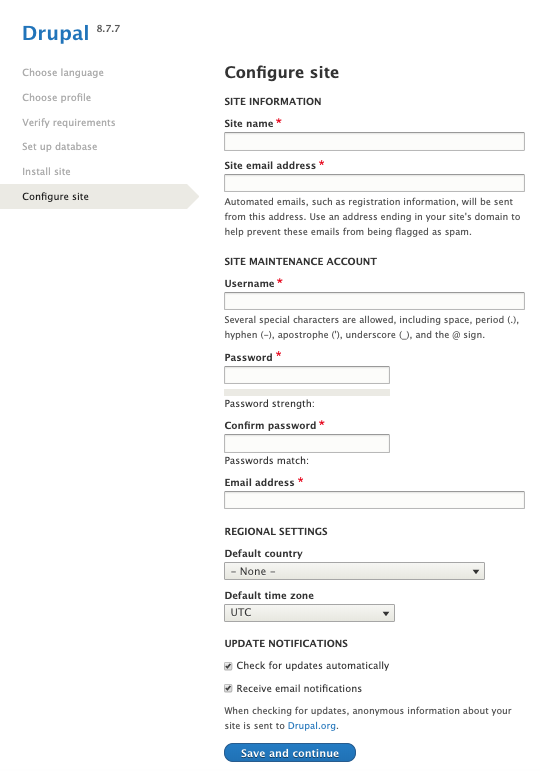 Drupal 8.7.7
Choose language
Choose profile
Verify requirements
Set up database
Install site
Configure site
Configure site
SITE INFORMATION
Site name *
Site email address *
Automated emails, such as registration information, will be sent
from this address. Use an address ending in your site's domain to
help prevent these emails from being flagged as spam.
SITE MAINTENANCE ACCOUNT
Username *
Several special characters are allowed, including space, period (.),
hyphen (-), apostrophe ('), underscore (_), and the @ sign.
Password *
Password strength:
Confirm password *
Passwords match:
Email address *
REGIONAL SETTINGS
Default country
- None -
Default time zone
UTC
UPDATE NOTIFICATIONS
Check for updates automatically
Receive email notifications
When checking for updates, anonymous information about your
site is sent to Drupal.org.
Save and continue